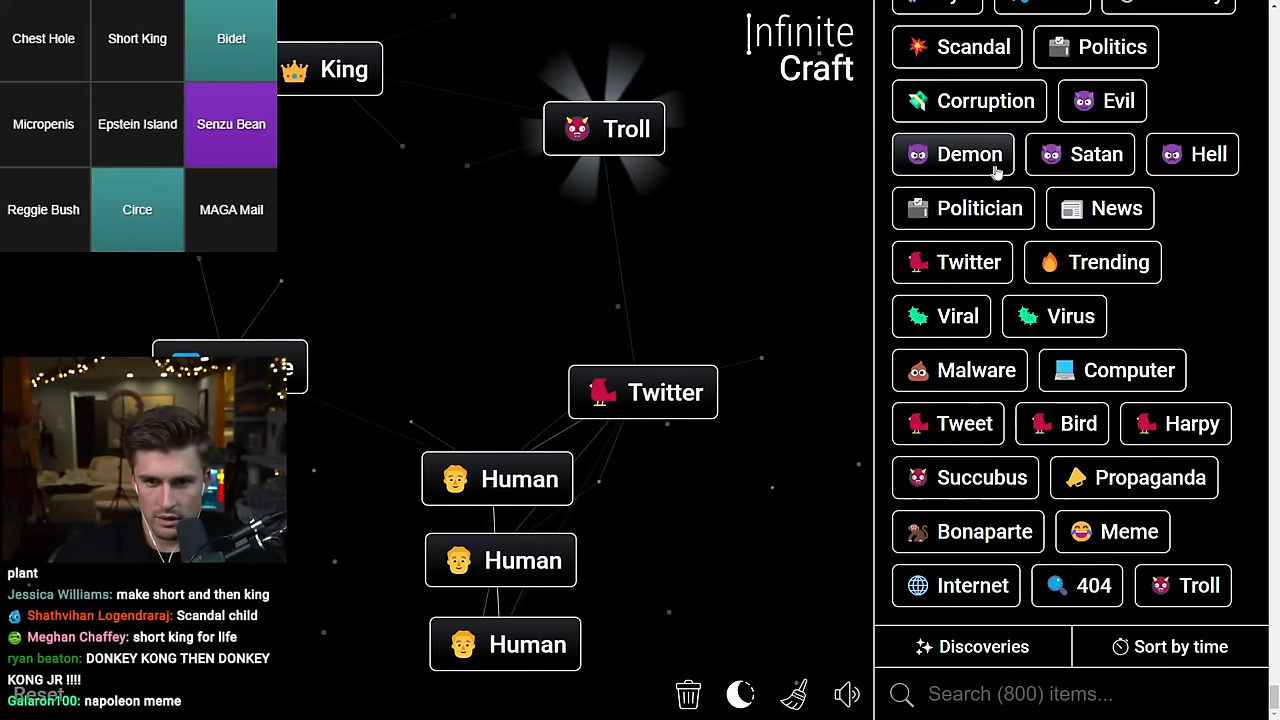 Chest Hole
Short King
Bidet
Micropenis
Epstein Island
Senzu Bean
Reggie Bush
Circe
MAGA Mail
King
Troll
Infinite
Craft
Twitter
Human
Human
Human
plant
Jessica Williams: make short and then king
Shathvihan Logendraraj: Scandal child
Meghan Chaffey: short king for life
ryan beaton: DONKEY KONG THEN DONKEY
KONG JR !!!!
Reset
Galaron100: napoleon meme
Scandal
Politics
Corruption
Evil
Demon
Satan
Hell
Politician
News
Twitter
Trending
Viral
Virus
Malware
Computer
Tweet
Bird
Harpy
Succubus
Propaganda
Bonaparte
Meme
Internet
404
Troll
Discoveries
Sort by time
Search (800) items...